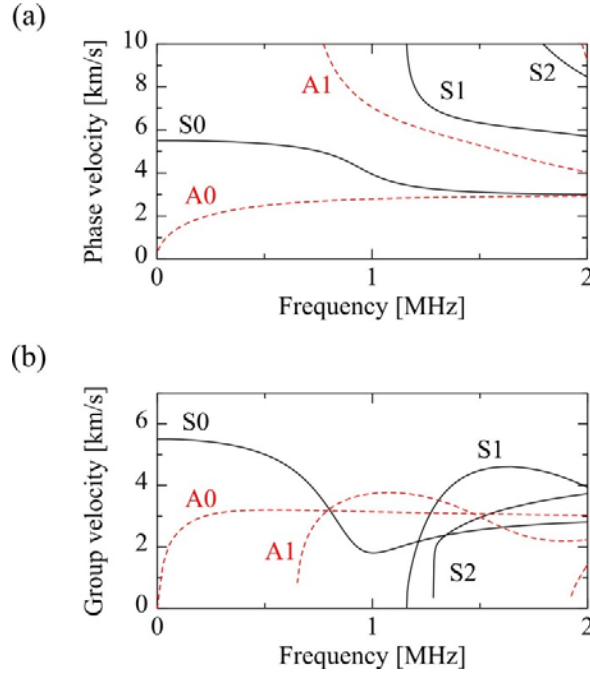 (a)
10
8
6
4
2
0
Phase velocity [km/s]
S0
A0
A1
S1
S2
0
1
2
Frequency [MHz]
(b)
6
4
2
0
Group velocity [km/s]
S0
A0
A1
S1
S2
0
1
2
Frequency [MHz]